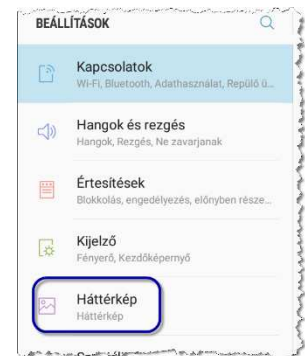 BEÁLLÍTÁSOK
Kapcsolatok
Wi-Fi, Bluetooth, Adathasználat, Repülő ü...
Hangok és rezgés
Hangok, Rezgés, Ne zavarjanak
Értesítések
Blokkolás, engedélyezés, előnyben része...
Kijelző
Fényerő, Kezdőképernyő
Háttérkép
Háttérkép